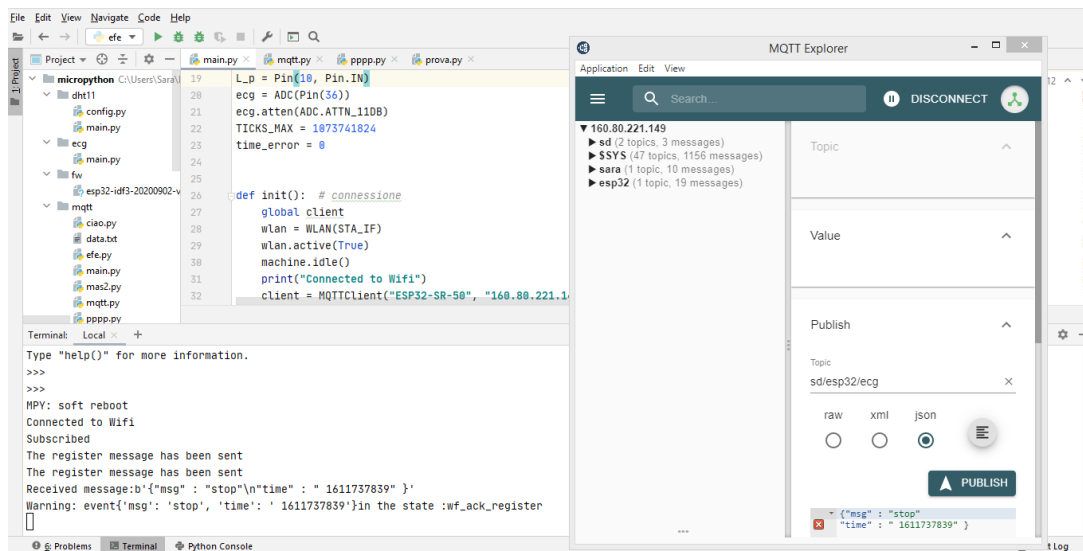 File Edit View Navigate Code Help
efe
Project
main.py
mqtt.py
pppp.py
prova.py
1: Project
micropython C:\Users\Sara\
dht11
config.py
main.py
ecg
main.py
fw
esp32-idf3-20200902-v
mqtt
ciao.py
data.txt
efe.py
main.py
mas2.py
mqtt.py
pppp.py
19 L_p = Pin(10, Pin.IN)
20 ecg = ADC(Pin(36))
21 ecg.atten(ADC.ATTN_11DB)
22 TICKS_MAX = 1073741824
23 time_error = 0
24
25
26 def init(): # connessione
27 global client
28 wlan = WLAN(STA_IF)
29 wlan.active(True)
30 machine.idle()
31 print("Connected to Wifi")
32 client = MQTTClient("ESP32-SR-50", "160.80.221.14
Terminal: Local +
Type "help()" for more information.
>>>
>>>
MPY: soft reboot
Connected to Wifi
Subscribed
The register message has been sent
The register message has been sent
Received message:b'{"msg" : "stop"\n"time" : " 1611737839" }'
Warning: event{'msg': 'stop', 'time': ' 1611737839'}in the state :wf_ack_register
6: Problems Terminal Python Console
MQTT Explorer
Application Edit View
Search...
DISCONNECT
160.80.221.149
sd (2 topics, 3 messages)
$SYS (47 topics, 1156 messages)
sara (1 topic, 10 messages)
esp32 (1 topic, 19 messages)
Topic
Value
Publish
Topic
sd/esp32/ecg
raw xml json
PUBLISH
{"msg" : "stop"
"time" : " 1611737839" }
12
t Log